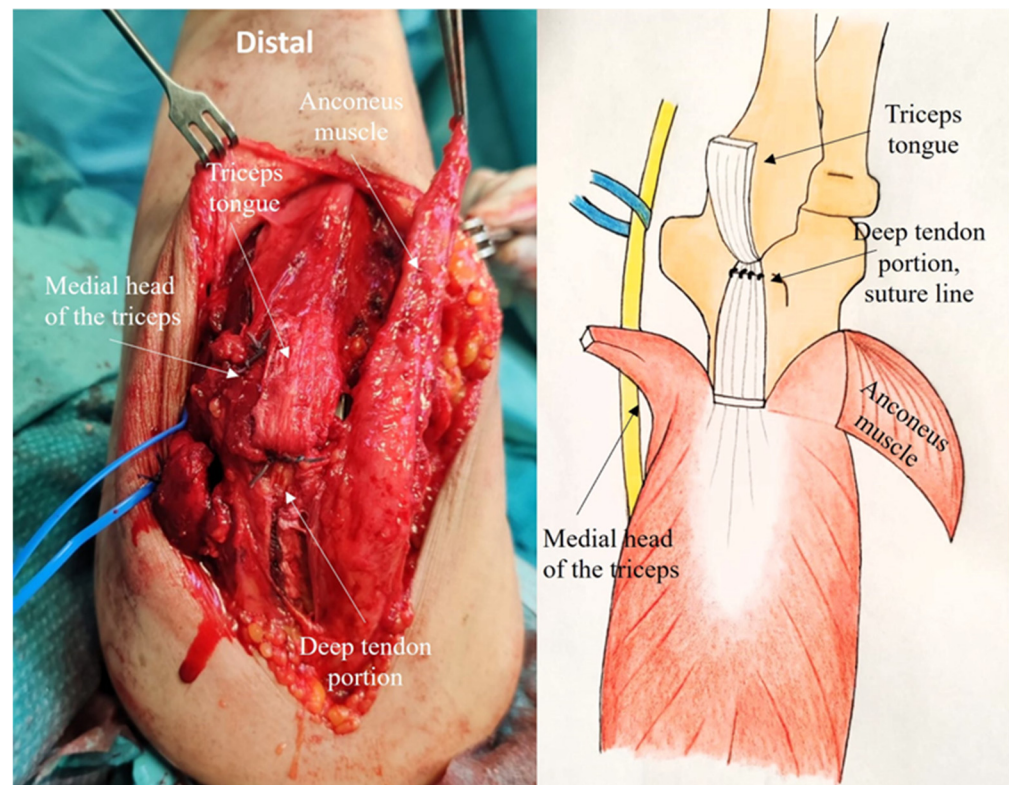 Distal
Anconeus
muscle
Triceps
tongue
Medial head
of the triceps
Deep tendon
portion
Triceps
tongue
Deep tendon
portion,
suture line
Anconeus
muscle
Medial head
of the triceps